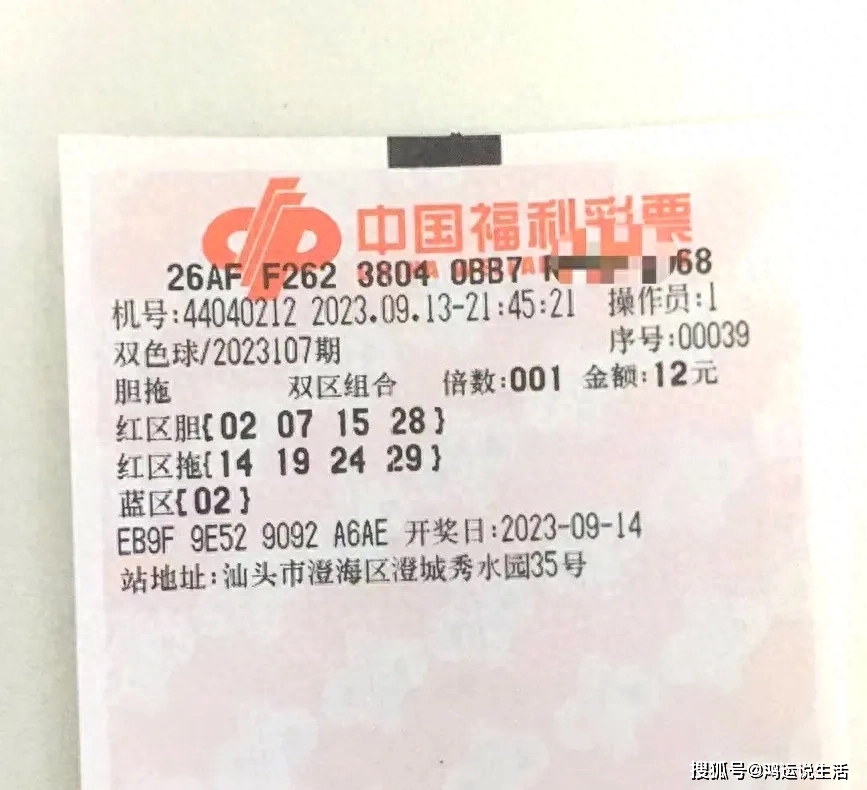 中国福利彩票
26AF F262 3804 0BB7 68
机号:44040212 2023.09.13-21:45:21 操作员:1
双色球/2023107期 序号:00039
胆拖 双区组合 倍数:001 金额:12元
红区胆{02 07 15 28}
红区拖{14 19 24 29}
蓝区{02}
EB9F 9E52 9092 A6AE 开奖日:2023-09-14
站地址:汕头市澄海区澄城秀水园35号
搜狐号@鸿运说生活